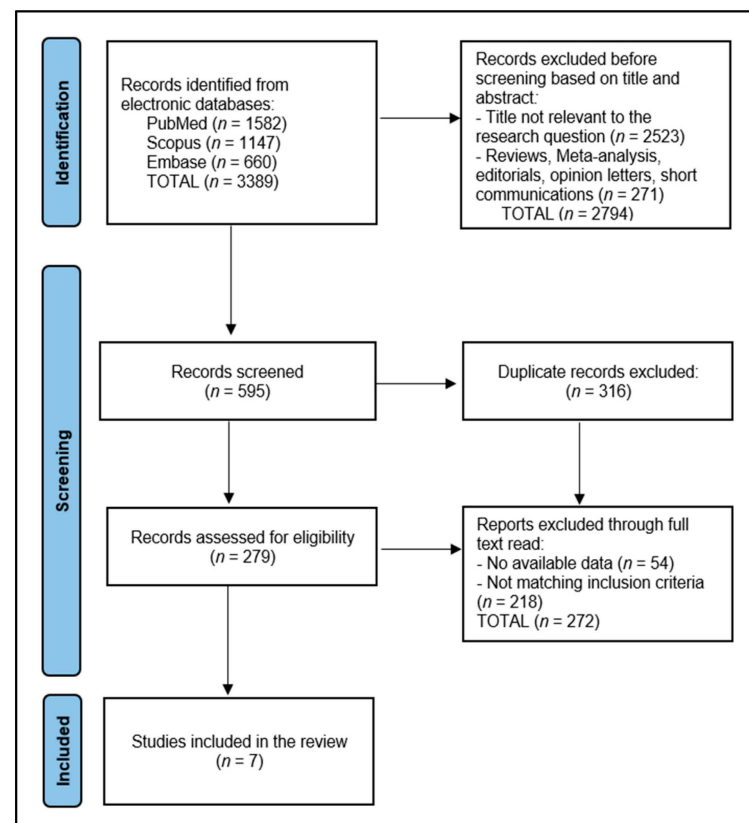 Identification
Records identified from
electronic databases:
PubMed (n = 1582)
Scopus (n = 1147)
Embase (n = 660)
TOTAL (n = 3389)
Records excluded before
screening based on title and
abstract:
- Title not relevant to the
research question (n = 2523)
- Reviews, Meta-analysis,
editorials, opinion letters, short
communications (n = 271)
TOTAL (n = 2794)
Screening
Records screened
(n = 595)
Duplicate records excluded:
(n = 316)
Records assessed for eligibility
(n = 279)
Reports excluded through full
text read:
- No available data (n = 54)
- Not matching inclusion criteria
(n = 218)
TOTAL (n = 272)
Included
Studies included in the review
(n = 7)